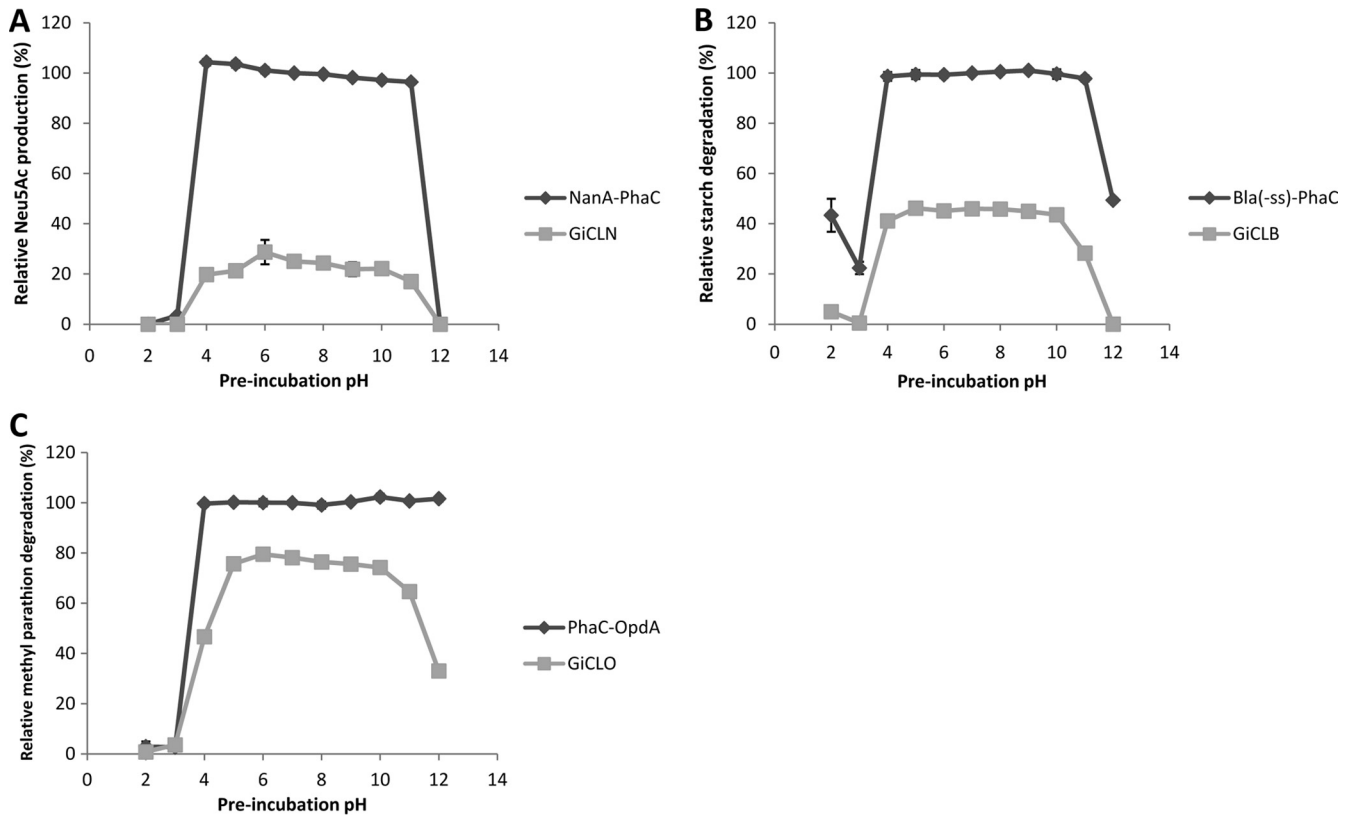 A
Relative Neu5Ac production (%)
120
100
80
60
40
20
0
0 2 4 6 8 10 12 14
Pre-incubation pH
NanA-PhaC
GiCLN
B
Relative starch degradation (%)
120
100
80
60
40
20
0
0 2 4 6 8 10 12 14
Pre-incubation pH
Bla(-ss)-PhaC
GiCLB
C
Relative methyl parathion degradation (%)
120
100
80
60
40
20
0
0 2 4 6 8 10 12 14
Pre-incubation pH
PhaC-OpdA
GiCLO